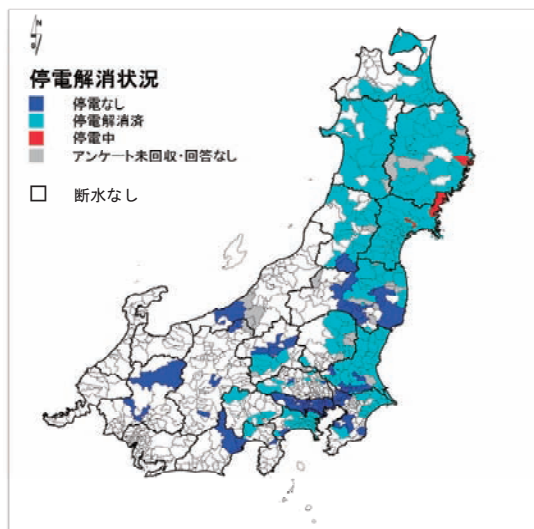 N
停電解消状況
停電なし
停電解消済
停電中
アンケート未回収・回答なし
断水なし